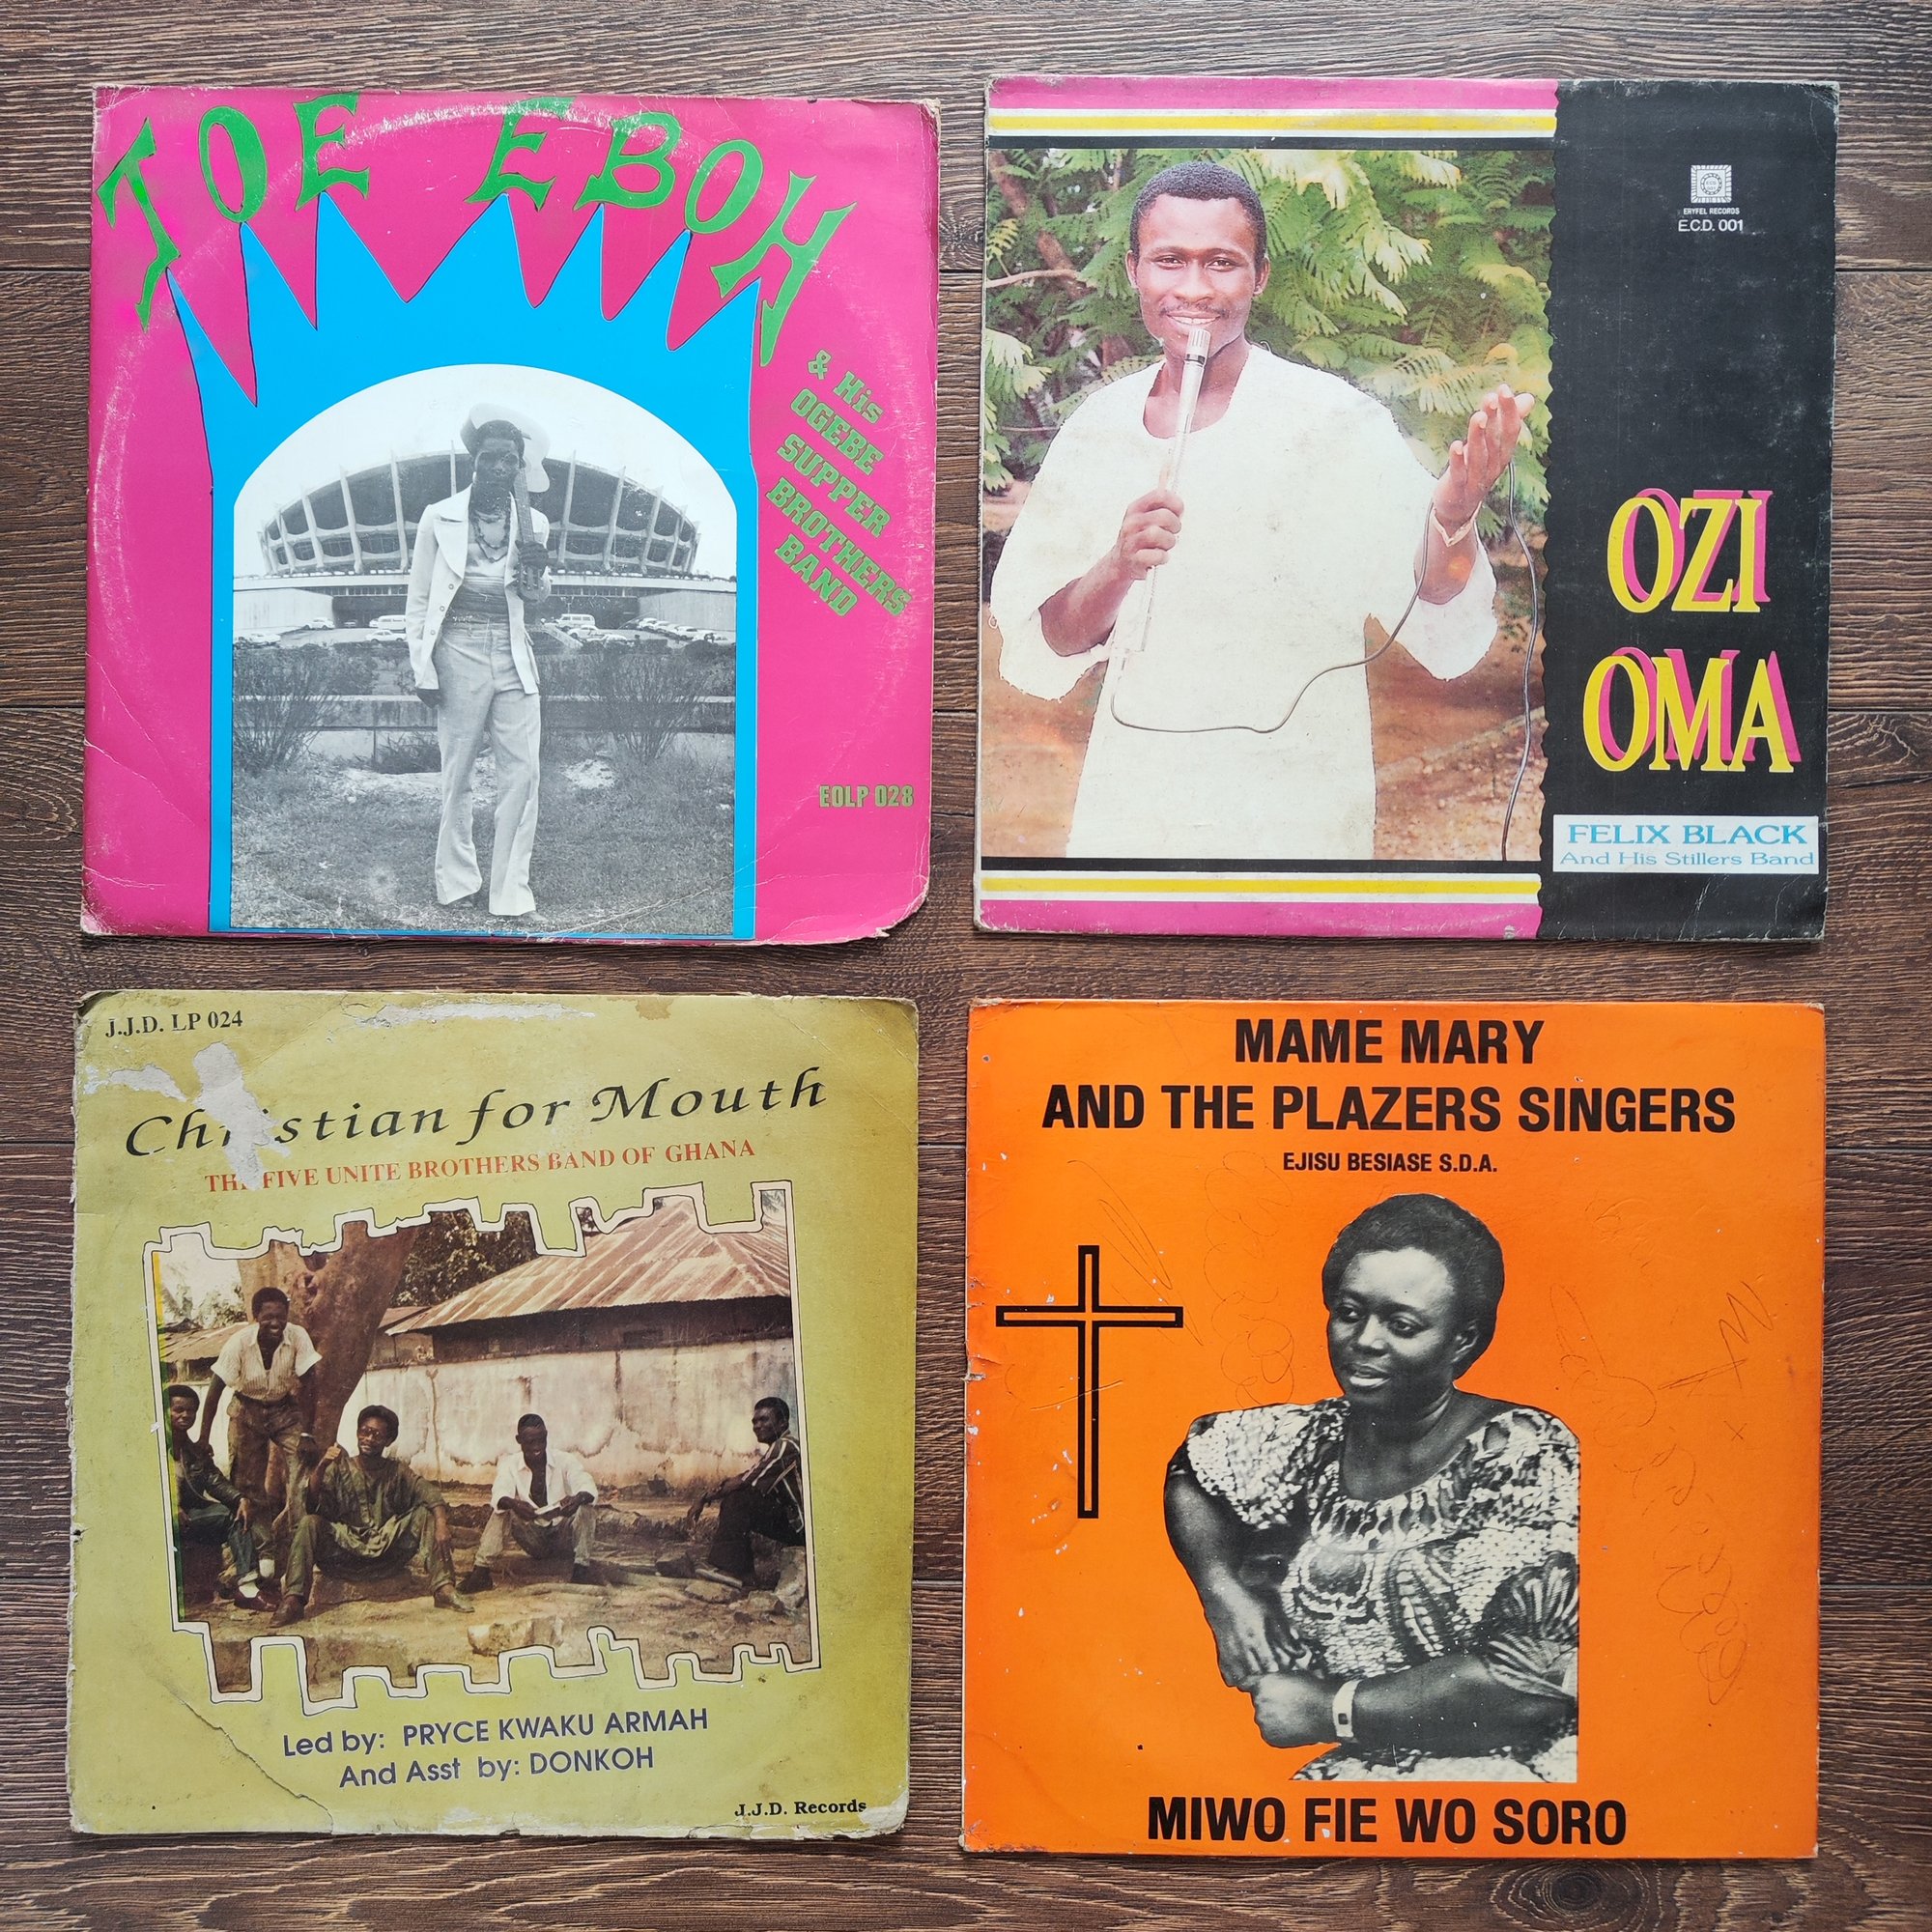 TOE EBOH
& His
OGEBE
SUPPER
BROTHERS
BAND
EOLP 028
ERYFEL RECORDS
E.C.D. 001
OZI
OMA
FELIX BLACK
And His Stillers Band
J.J.D. LP 024
Christian for Mouth
THE FIVE UNITE BROTHERS BAND OF GHANA
Led by: PRYCE KWAKU ARMAH
And Asst by: DONKOH
J.J.D. Records
MAME MARY
AND THE PLAZERS SINGERS
EJISU BESIASE S.D.A.
MIWO FIE WO SORO